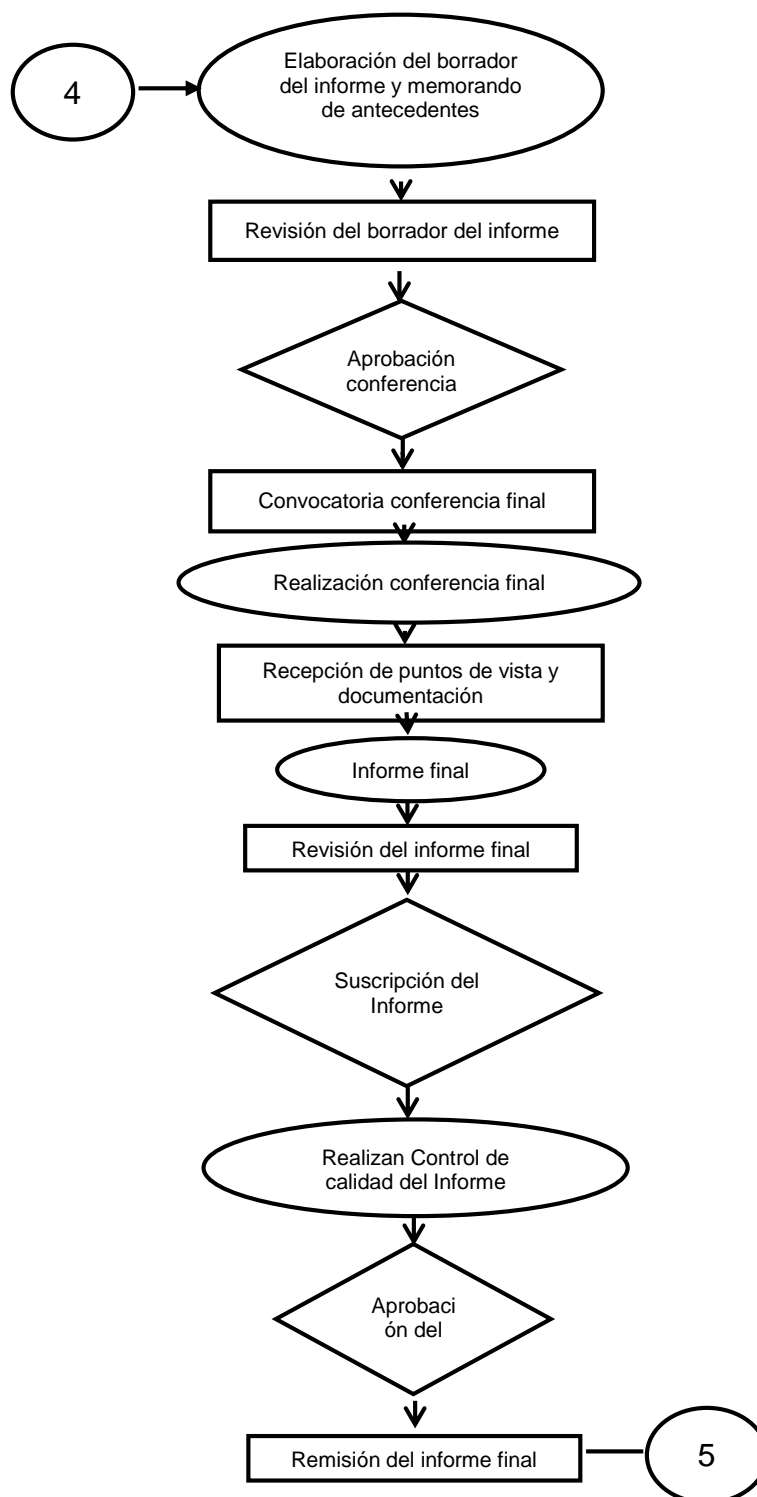 4
Elaboración del borrador
del informe y memorando
de antecedentes
Revisión del borrador del informe
Aprobación
conferencia
Convocatoria conferencia final
Realización conferencia final
Recepción de puntos de vista y
documentación
Informe final
Revisión del informe final
Suscripción del
Informe
Realizan Control de
calidad del Informe
Aprobaci
ón del
Remisión del informe final
5